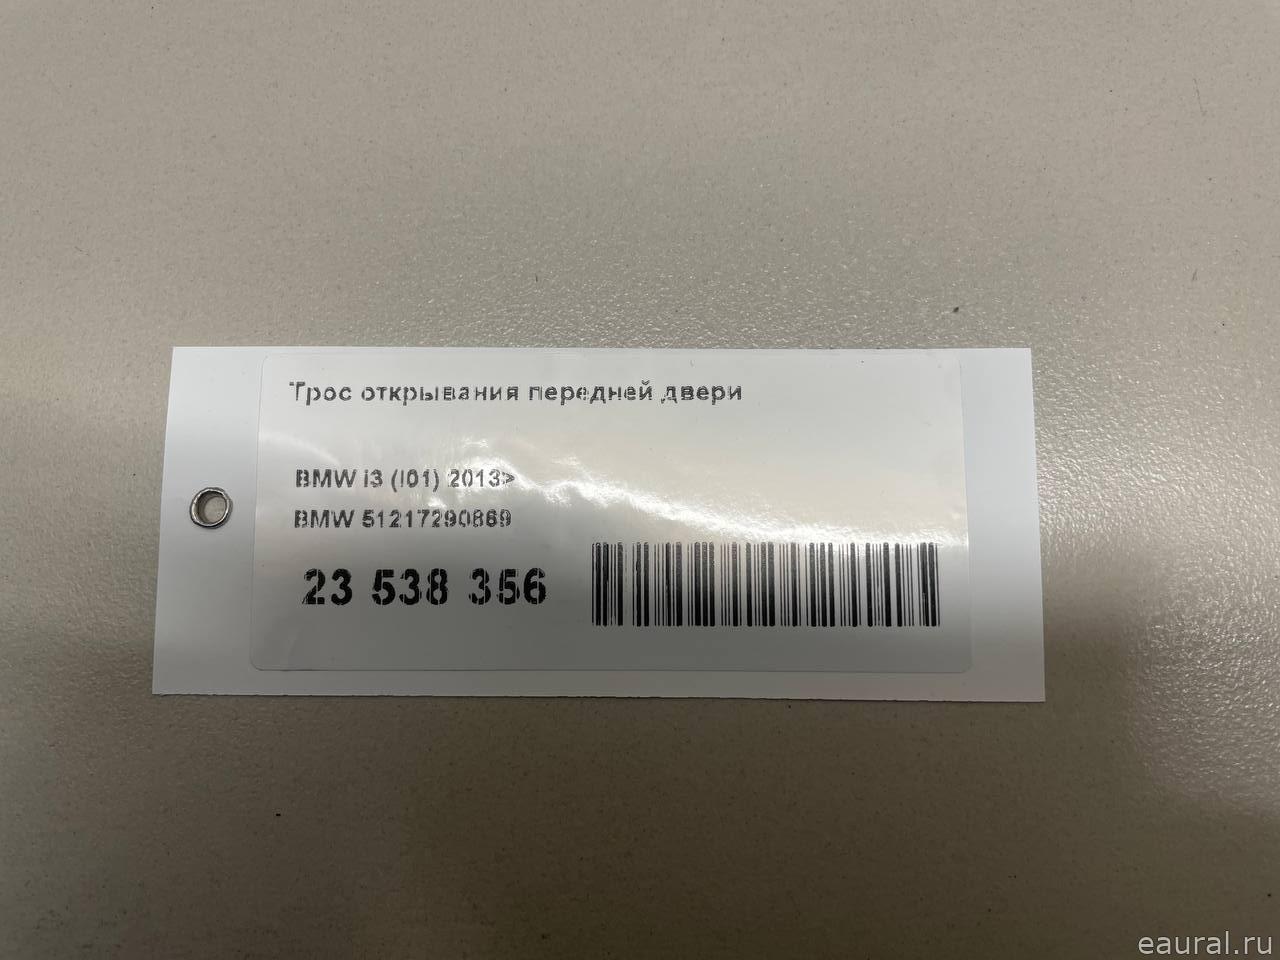 Трос открывания передней двери
BMW i3 (I01) 2013>
BMW 51217290869
23 538 356
eaural.ru